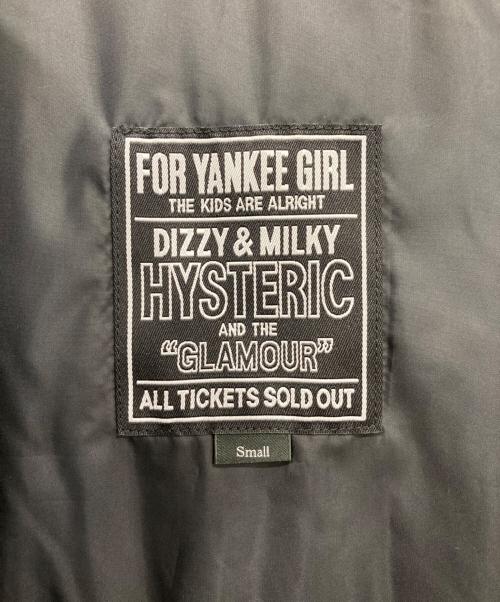 FOR YANKEE GIRL
THE KIDS ARE ALRIGHT
DIZZY & MILKY
HYSTERIC
AND THE
“GLAMOUR”
ALL TICKETS SOLD OUT
Small